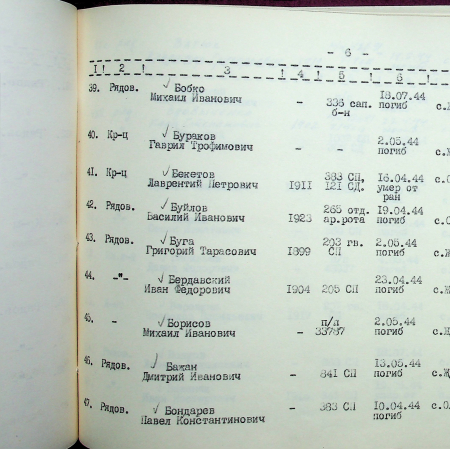 - 6 -
1 ! 2 ! 3 ! 4 ! 5 ! 6 !
39. Рядов. Бобко 18.07.44
Михаил Иванович - 336 сап. погиб
б-н
40. Кр-ц Бураков 2.05.44
Гаврил Трофимович - - погиб
41. Кр-ц Бекетов 383 СП, 16.04.44
Лаврентий Петрович 1911 121 СД. умер от
ран
42. Рядов. Буйлов 265 отд. 19.04.44
Василий Иванович 1923 ар.рота погиб
43. Рядов. Буга 203 гв. 2.05.44
Григорий Тарасович 1899 СП погиб
44. -"- Бердавский 23.04.44
Иван Федорович 1904 205 СП погиб
45. - Борисов п/п 2.05.44
Михаил Иванович - 33787 погиб
46. Рядов. Бажан 13.05.44
Дмитрий Иванович - 841 СП погиб
47. Рядов. Бондарев - 383 СП 10.04.44
Павел Константинович погиб